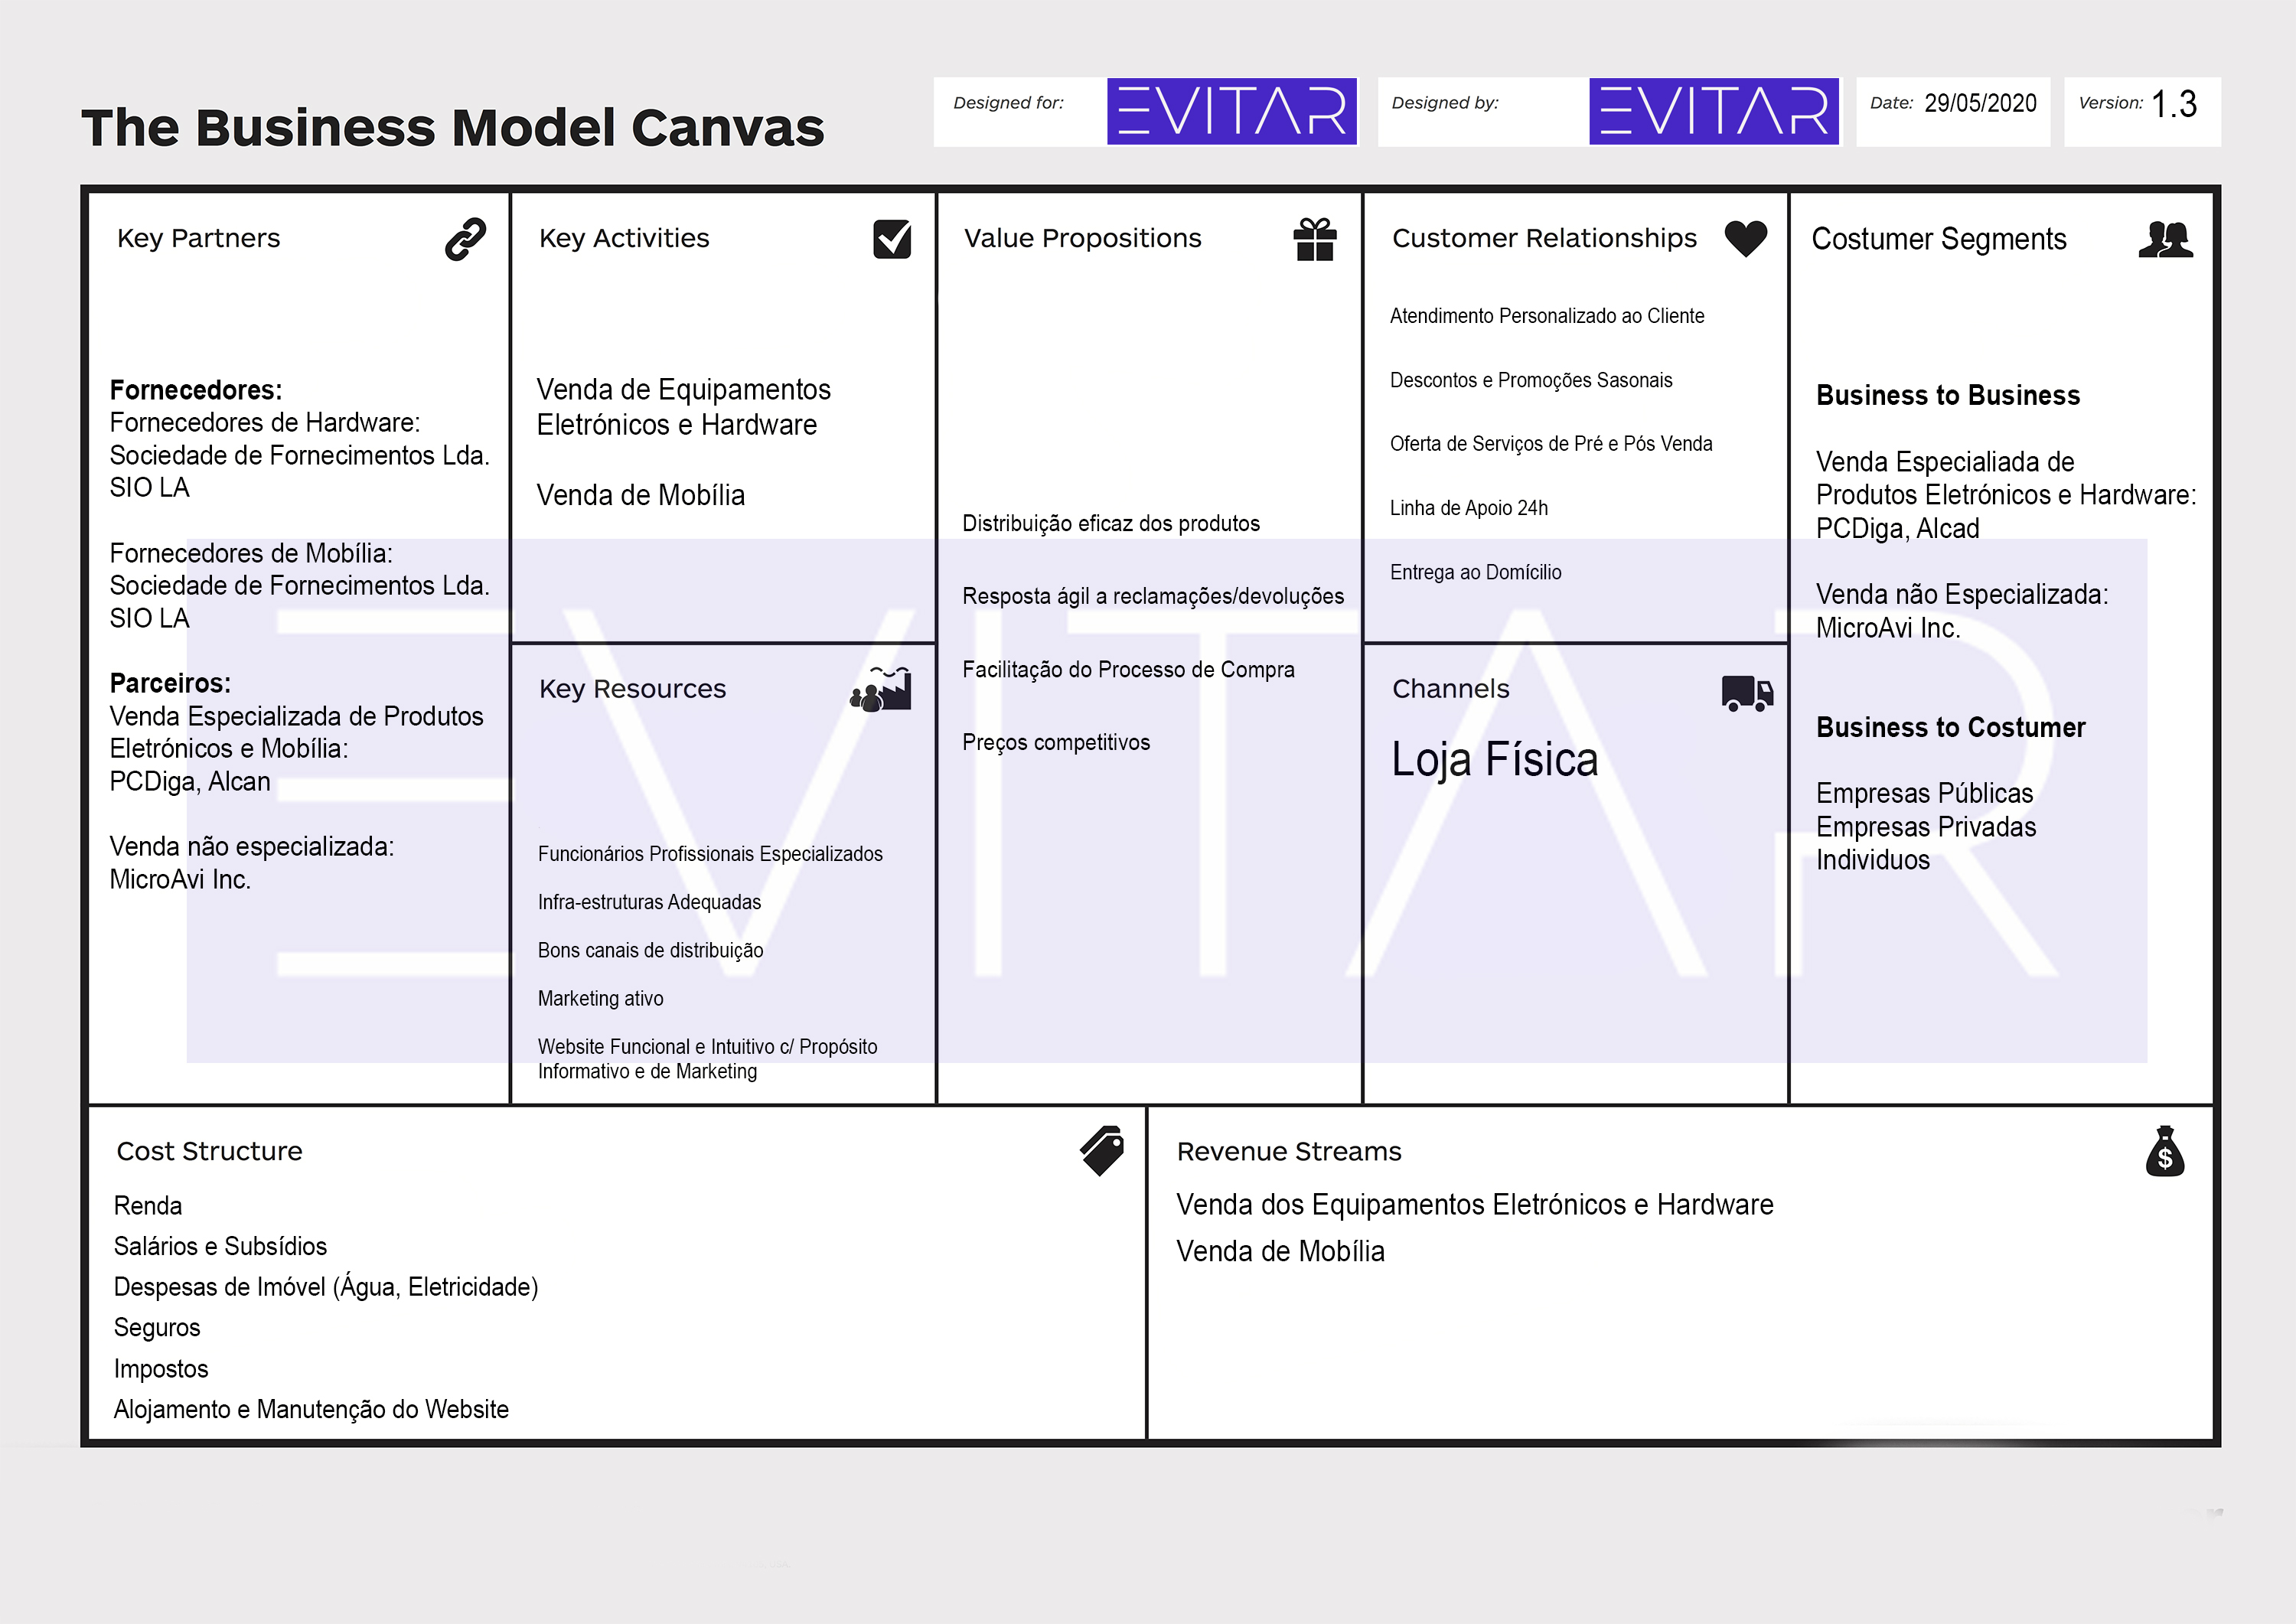 The Business Model Canvas
Designed for:
EVITAR
Designed by:
EVITAR
Date: 29/05/2020
Version: 1.3
Key Partners
Fornecedores:
Fornecedores de Hardware:
Sociedade de Fornecimentos Lda.
SIO LA
Fornecedores de Mobília:
Sociedade de Fornecimentos Lda.
SIO LA
Parceiros:
Venda Especializada de Produtos
Eletrónicos e Mobília:
PCDiga, Alcan
Venda não especializada:
MicroAvi Inc.
Key Activities
Venda de Equipamentos
Eletrónicos e Hardware
Venda de Mobília
Key Resources
Funcionários Profissionais Especializados
Infra-estruturas Adequadas
Bons canais de distribuição
Marketing ativo
Website Funcional e Intuitivo c/ Propósito
Informativo e de Marketing
Value Propositions
Distribuição eficaz dos produtos
Resposta ágil a reclamações/devoluções
Facilitação do Processo de Compra
Preços competitivos
Customer Relationships
Atendimento Personalizado ao Cliente
Descontos e Promoções Sasonais
Oferta de Serviços de Pré e Pós Venda
Linha de Apoio 24h
Entrega ao Domícilio
Channels
Loja Física
Costumer Segments
Business to Business
Venda Especialiada de
Produtos Eletrónicos e Hardware:
PCDiga, Alcad
Venda não Especializada:
MicroAvi Inc.
Business to Costumer
Empresas Públicas
Empresas Privadas
Individuos
EVITAR
Cost Structure
Renda
Salários e Subsídios
Despesas de Imóvel (Água, Eletricidade)
Seguros
Impostos
Alojamento e Manutenção do Website
Revenue Streams
Venda dos Equipamentos Eletrónicos e Hardware
Venda de Mobília